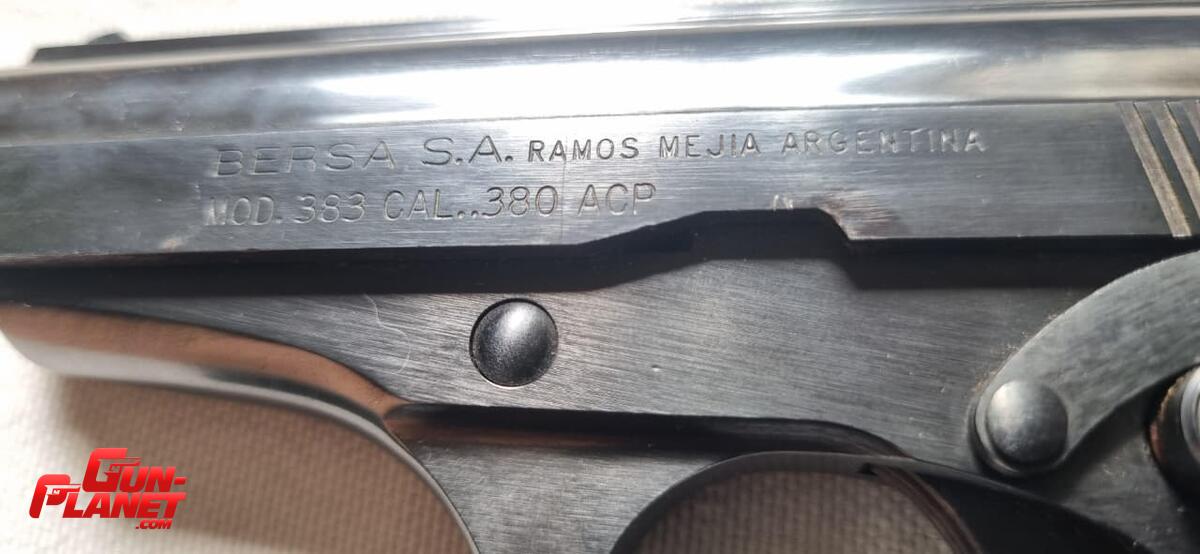 BERSA S.A. RAMOS MEJIA ARGENTINA
MOD. 383 CAL..380 ACP
GUN-
PLANET
.COM